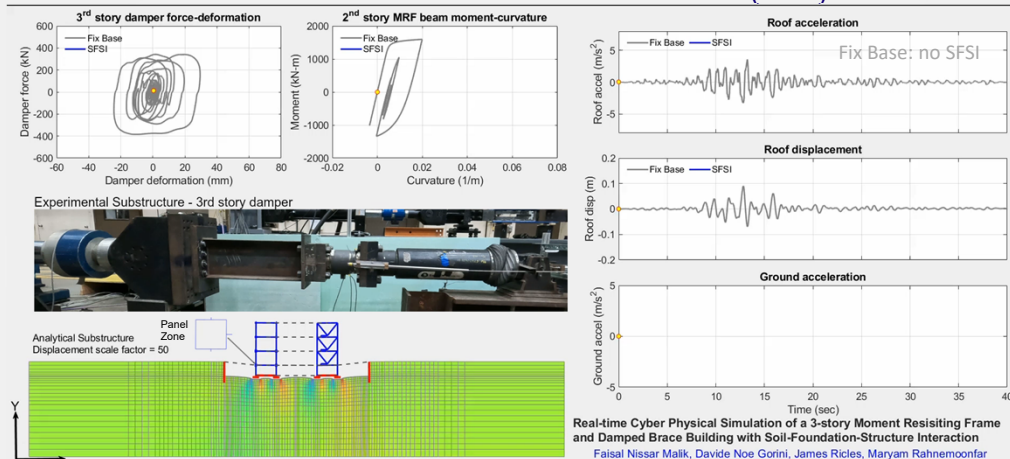 3rd story damper force-deformation
Fix Base
SFSI
600
400
200
0
-200
-400
-600
-60
-40
-20
0
20
40
60
80
Damper force (kN)
Damper deformation (mm)
2nd story MRF beam moment-curvature
Fix Base
SFSI
2000
1000
0
-1000
-2000
-0.02
0
0.02
0.04
0.06
0.08
Moment (kN-m)
Curvature (1/m)
Experimental Substructure - 3rd story damper
Panel
Zone
Analytical Substructure
Displacement scale factor = 50
Y
Roof acceleration
Fix Base SFSI
Fix Base: no SFSI
5
0
-5
Roof accel (m/s2)
Roof displacement
Fix Base SFSI
0.2
0.1
0
-0.1
-0.2
Roof disp (m)
Ground acceleration
5
0
-5
Ground accel (m/s2)
0
5
10
15
20
25
30
35
40
Time (sec)
Real-time Cyber Physical Simulation of a 3-story Moment Resisiting Frame
and Damped Brace Building with Soil-Foundation-Structure Interaction
Faisal Nissar Malik, Davide Noe Gorini, James Ricles, Maryam Rahnemoonfar